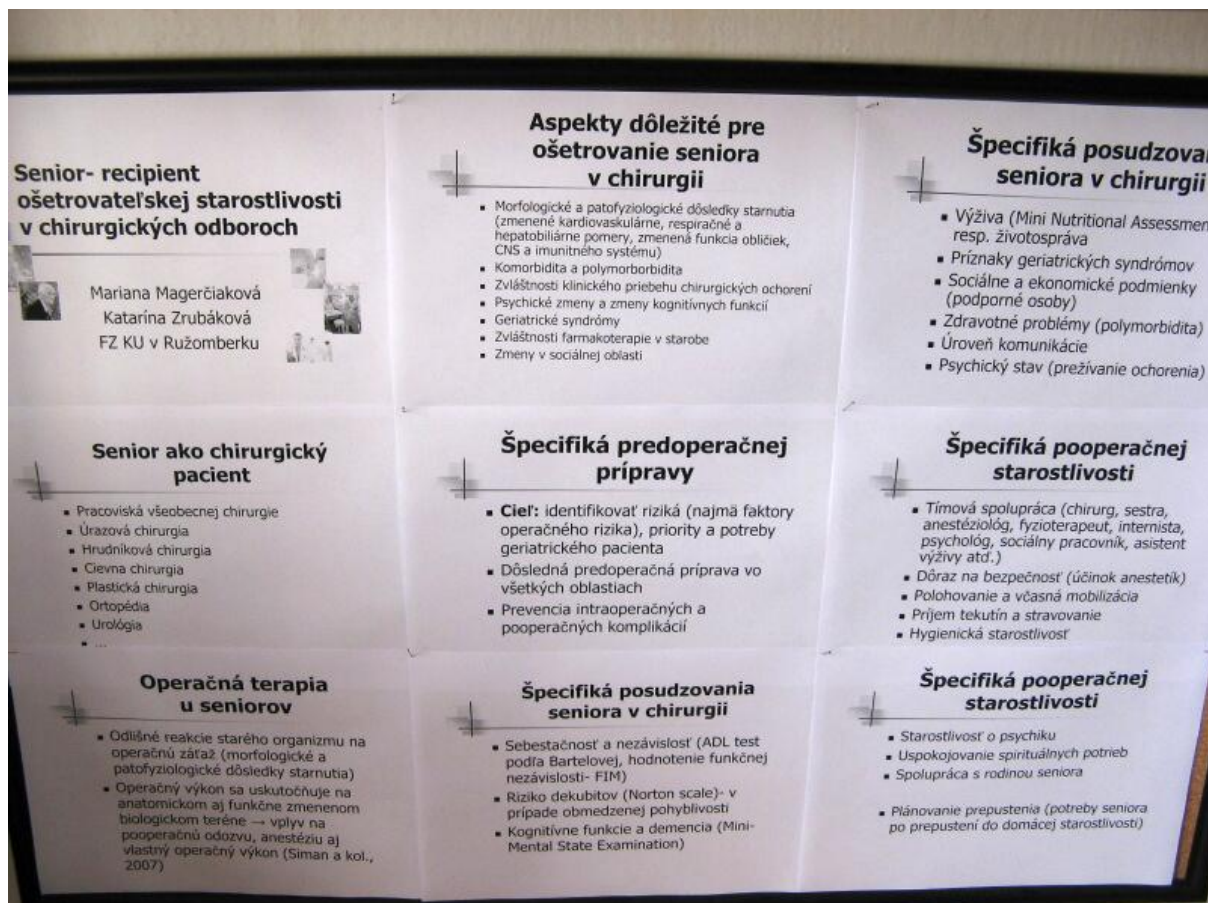 Senior- recipient
ošetrovateľskej starostlivosti
v chirurgických odboroch
Mariana Magerčiaková
Katarína Zrubáková
FZ KU v Ružomberku
Senior ako chirurgický
pacient
▪ Pracoviská všeobecnej chirurgie
▪ Úrazová chirurgia
▪ Hrudníková chirurgia
▪ Cievna chirurgia
▪ Plastická chirurgia
▪ Ortopédia
▪ Urológia
▪ ...
Operačná terapia
u seniorov
▪ Odlišné reakcie starého organizmu na
operačnú záťaž (morfologické a
patofyziologické dôsledky starnutia)
▪ Operačný výkon sa uskutočňuje na
anatomickom aj funkčne zmenenom
biologickom teréne → vplyv na
pooperačnú odozvu, anestéziu aj
vlastný operačný výkon (Siman a kol.,
2007)
Aspekty dôležité pre
ošetrovanie seniora
v chirurgii
▪ Morfologické a patofyziologické dôsledky starnutia
(zmenené kardiovaskulárne, respiračné a
hepatobiliárne pomery, zmenená funkcia obličiek,
CNS a imunitného systému)
▪ Komorbidita a polymorborbidita
▪ Zvláštnosti klinického priebehu chirurgických ochorení
▪ Psychické zmeny a zmeny kognitívnych funkcií
▪ Geriatrické syndrómy
▪ Zvláštnosti farmakoterapie v starobe
▪ Zmeny v sociálnej oblasti
Špecifiká predoperačnej
prípravy
▪ Cieľ: identifikovať riziká (najmä faktory
operačného rizika), priority a potreby
geriatrického pacienta
▪ Dôsledná predoperačná príprava vo
všetkých oblastiach
▪ Prevencia intraoperačných a
pooperačných komplikácií
Špecifiká posudzovania
seniora v chirurgii
▪ Sebestačnosť a nezávislosť (ADL test
podľa Bartelovej, hodnotenie funkčnej
nezávislosti- FIM)
▪ Riziko dekubitov (Norton scale)- v
prípade obmedzenej pohyblivosti
▪ Kognitívne funkcie a demencia (Mini-
Mental State Examination)
Špecifiká posudzova
seniora v chirurgii
▪ Výživa (Mini Nutritional Assessmen
resp. životospráva
▪ Príznaky geriatrických syndrómov
▪ Sociálne a ekonomické podmienky
(podporné osoby)
▪ Zdravotné problémy (polymorbidita)
▪ Úroveň komunikácie
▪ Psychický stav (prežívanie ochorenia)
Špecifiká pooperačnej
starostlivosti
▪ Tímová spolupráca (chirurg, sestra,
anestéziológ, fyzioterapeut, internista,
psychológ, sociálny pracovník, asistent
výživy atď.)
▪ Dôraz na bezpečnosť (účinok anestetík)
▪ Polohovanie a včasná mobilizácia
▪ Príjem tekutín a stravovanie
▪ Hygienická starostlivosť
Špecifiká pooperačnej
starostlivosti
▪ Starostlivosť o psychiku
▪ Uspokojovanie spirituálnych potrieb
▪ Spolupráca s rodinou seniora
▪ Plánovanie prepustenia (potreby seniora
po prepustení do domácej starostlivosti)